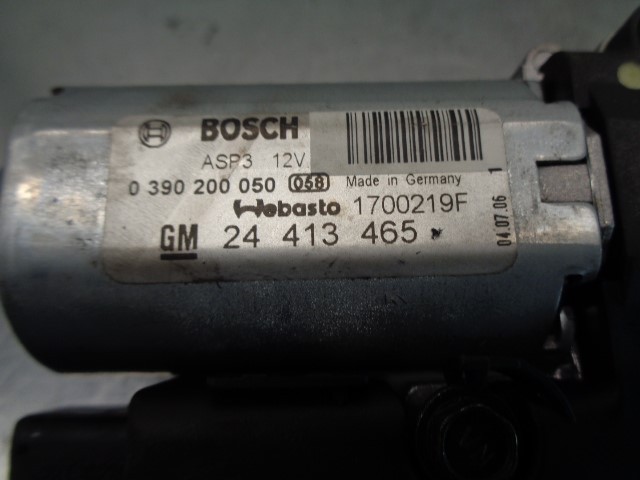 BOSCH
ASP3 12V
0 390 200 050 058 Made in Germany
Webasto 1700219F
GM 24 413 465
04.07.06 1